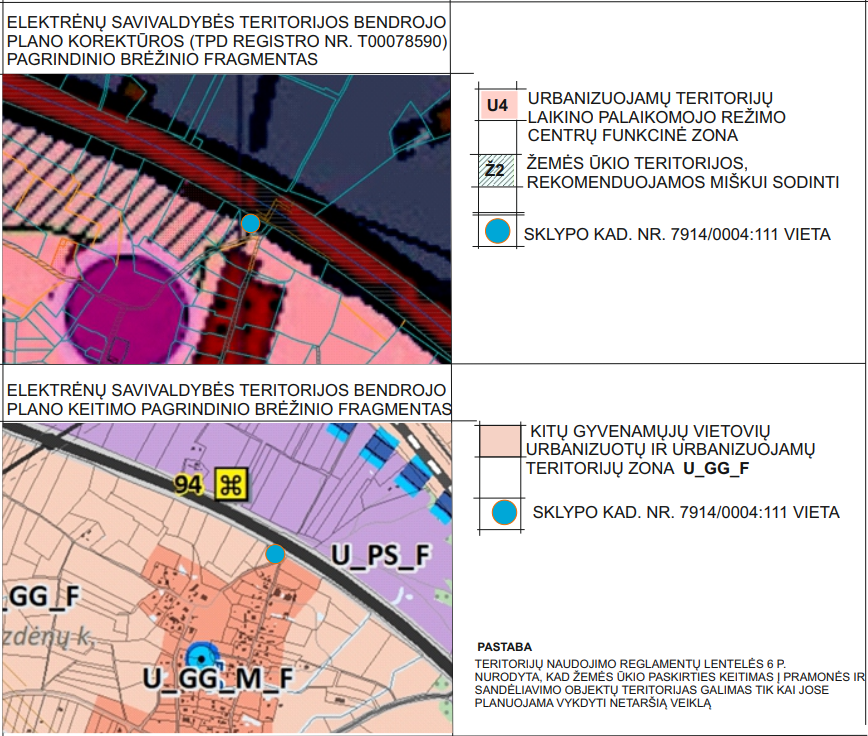 ELEKTRĖNŲ SAVIVALDYBĖS TERITORIJOS BENDROJO
PLANO KOREKTŪROS (TPD REGISTRO NR. T00078590)
PAGRINDINIO BRĖŽINIO FRAGMENTAS
U4
URBANIZUOJAMŲ TERITORIJŲ
LAIKINO PALAIKOMOJO REŽIMO
CENTRŲ FUNKCINĖ ZONA
Ž2
ŽEMĖS ŪKIO TERITORIJOS,
REKOMENDUOJAMOS MIŠKUI SODINTI
SKLYPO KAD. NR. 7914/0004:111 VIETA
ELEKTRĖNŲ SAVIVALDYBĖS TERITORIJOS BENDROJO
PLANO KEITIMO PAGRINDINIO BRĖŽINIO FRAGMENTAS
94
U_PS_F
_GG_F
zdėnų k.
U_GG_M_F
KITŲ GYVENAMŲJŲ VIETOVIŲ
URBANIZUOTŲ IR URBANIZUOJAMŲ
TERITORIJŲ ZONA U_GG_F
SKLYPO KAD. NR. 7914/0004:111 VIETA
PASTABA
TERITORIJŲ NAUDOJIMO REGLAMENTŲ LENTELĖS 6 P.
NURODYTA, KAD ŽEMĖS ŪKIO PASKIRTIES KEITIMAS Į PRAMONĖS IR
SANDĖLIAVIMO OBJEKTŲ TERITORIJAS GALIMAS TIK KAI JOSE
PLANUOJAMA VYKDYTI NETARŠIĄ VEIKLĄ